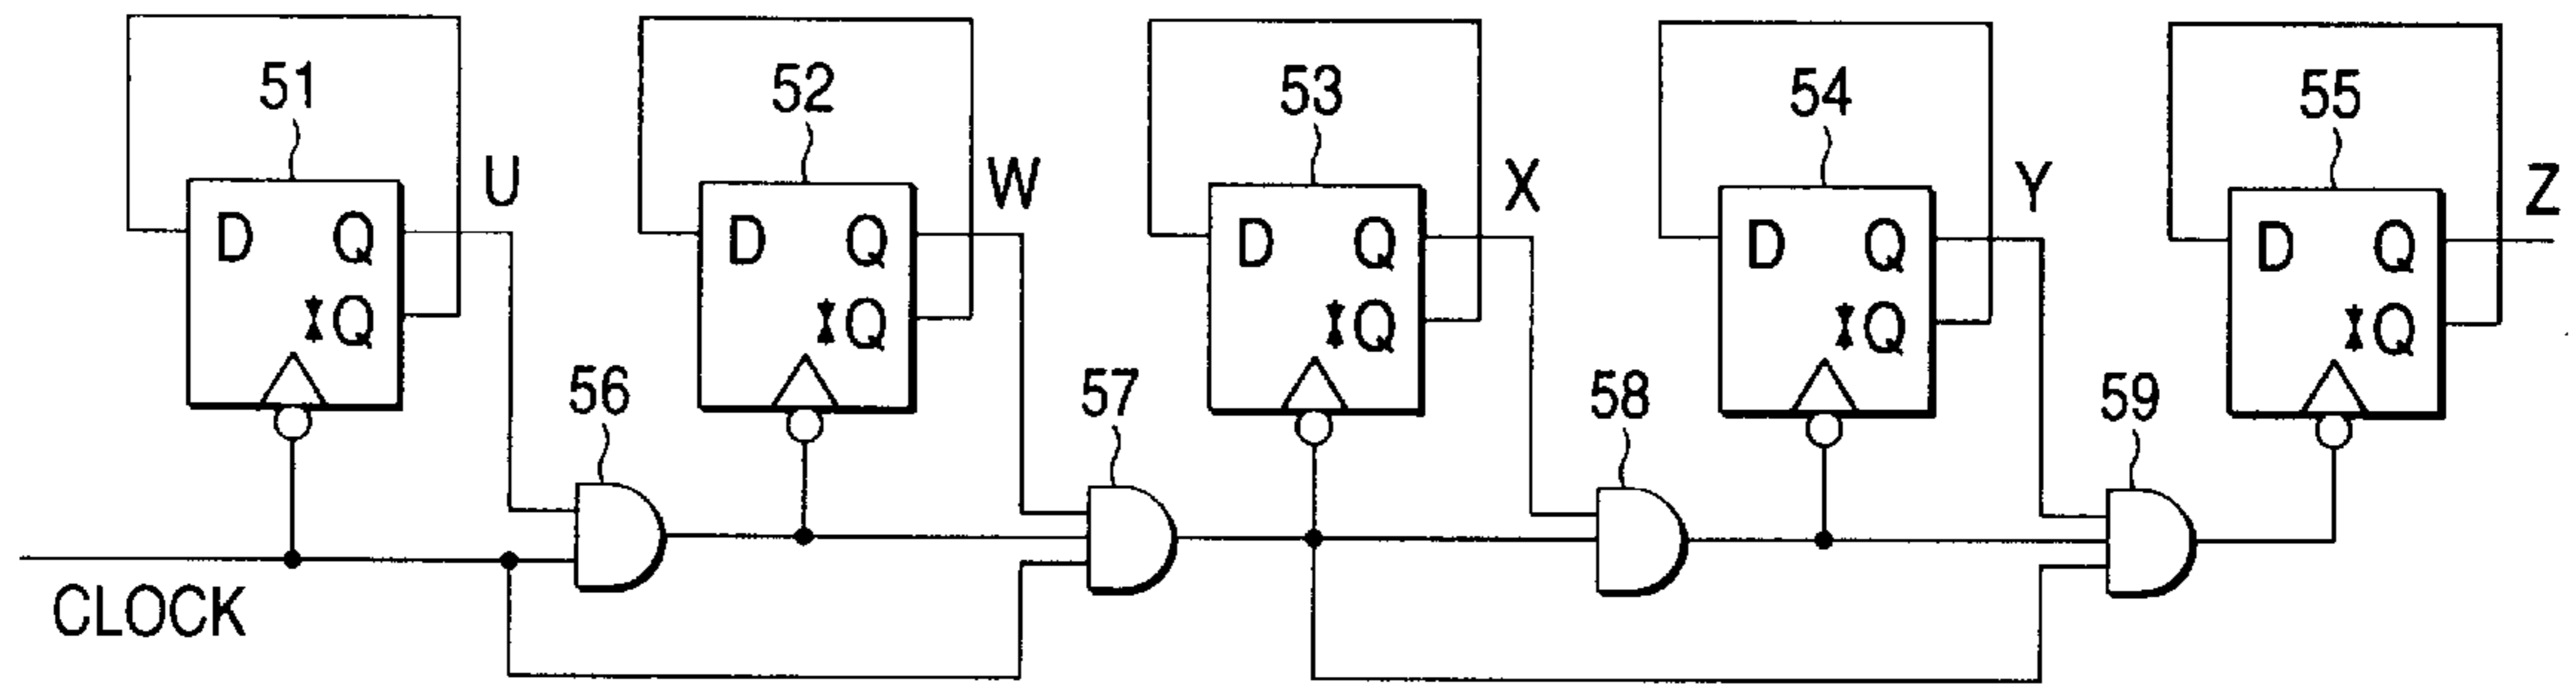 51 52 53 54 55
U W X Y Z
D Q D Q D Q D Q D Q
*Q *Q *Q *Q *Q
56 57 58 59
CLOCK